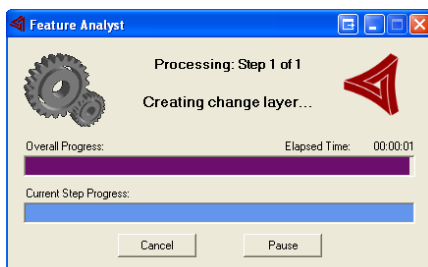 Feature Analyst
Processing: Step 1 of 1
Creating change layer...
Overall Progress: Elapsed Time: 00:00:01
Current Step Progress:
Cancel Pause